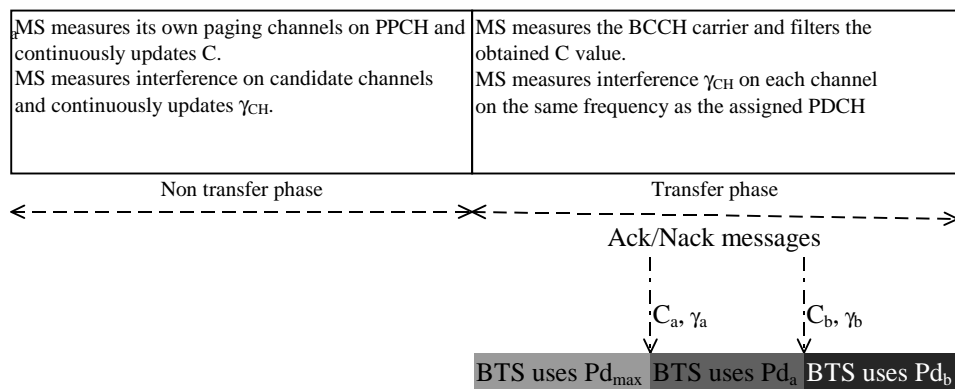 a
MS measures its own paging channels on PPCH and
continuously updates C.
MS measures interference on candidate channels
and continuously updates γCH.
MS measures the BCCH carrier and filters the
obtained C value.
MS measures interference γCH on each channel
on the same frequency as the assigned PDCH
Non transfer phase
Transfer phase
Ack/Nack messages
Ca, γa
Cb, γb
BTS uses Pdmax
BTS uses Pda
BTS uses Pdb